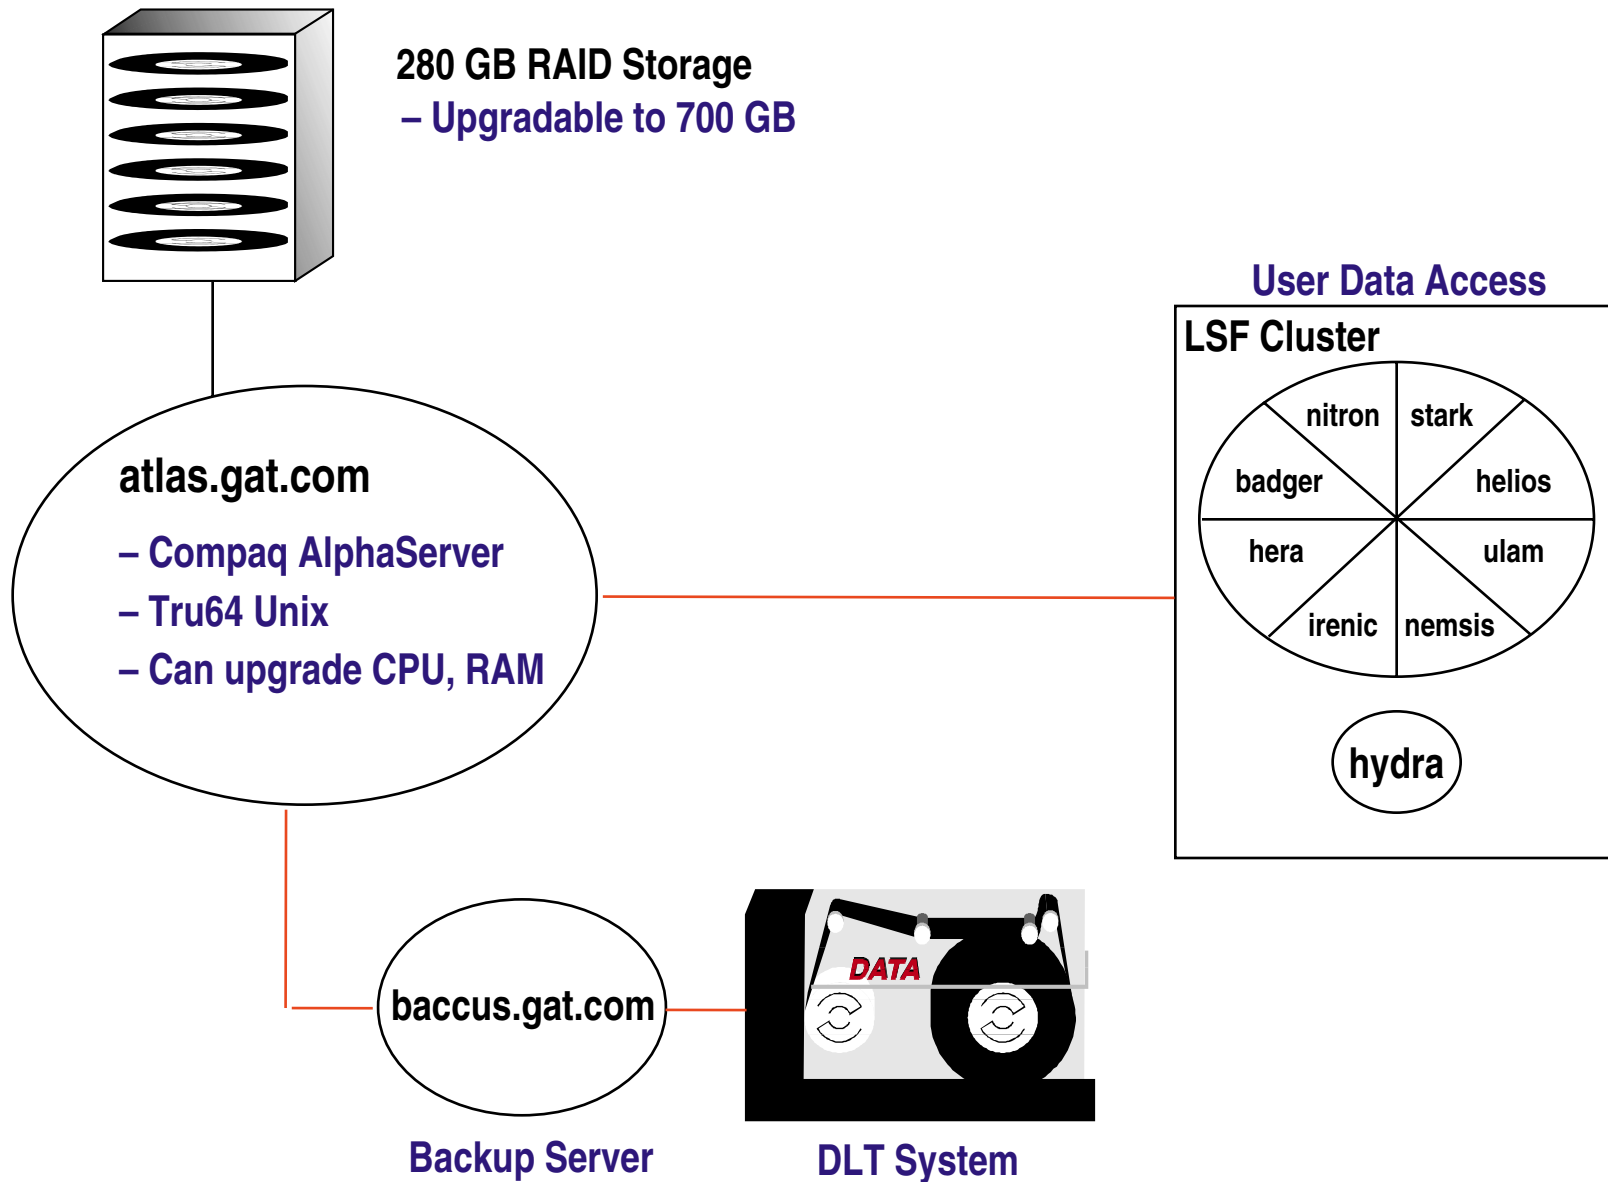 280 GB RAID Storage
– Upgradable to 700 GB
User Data Access
LSF Cluster
nitron
stark
badger
helios
hera
ulam
irenic
nemsis
hydra
atlas.gat.com
– Compaq AlphaServer
– Tru64 Unix
– Can upgrade CPU, RAM
baccus.gat.com
DATA
Backup Server
DLT System